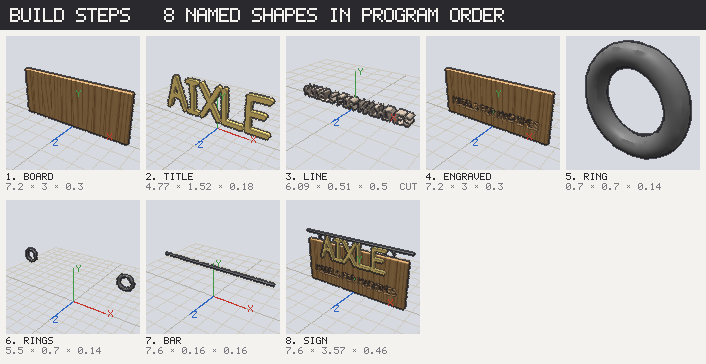 BUILD STEPS 8 NAMED SHAPES IN PROGRAM ORDER
1. BOARD
7.2 × 3 × 0.3
2. TITLE
4.77 × 1.52 × 0.18
3. LINE
6.09 × 0.51 × 0.5 CUT
4. ENGRAVED
7.2 × 3 × 0.3
5. RING
0.7 × 0.7 × 0.14
6. RINGS
5.5 × 0.7 × 0.14
7. BAR
7.6 × 0.16 × 0.16
8. SIGN
7.6 × 3.57 × 0.46
Y
Z
AIXLE
X
Z
Y
Z
Y
Z
Y
X
Z
Y
X
Z
AIXLE